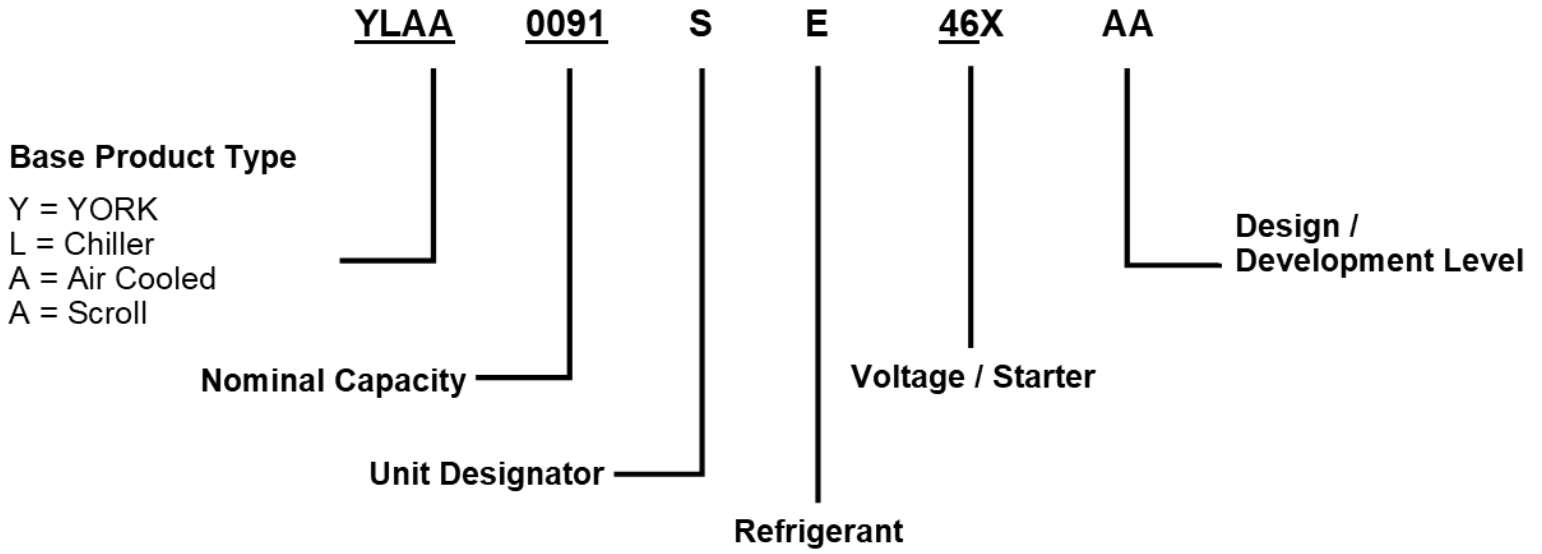 YLAA 0091 S E 46X AA
Base Product Type
Y = YORK
L = Chiller
A = Air Cooled
A = Scroll
Design /
Development Level
Nominal Capacity
Voltage / Starter
Unit Designator
Refrigerant